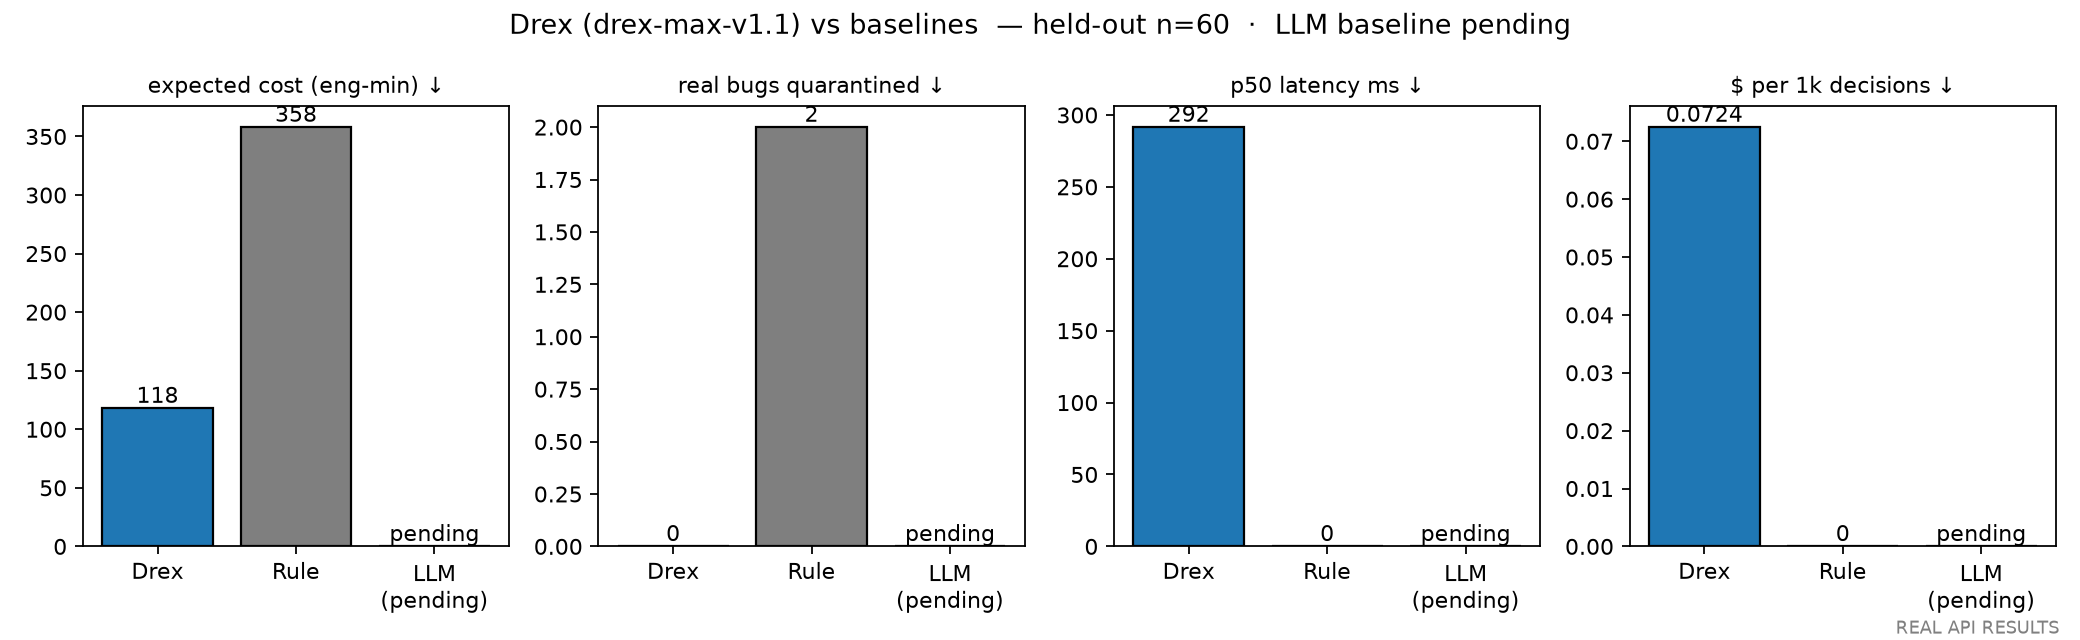 Drex (drex-max-v1.1) vs baselines — held-out n=60 · LLM baseline pending
expected cost (eng-min) ↓
350
300
250
200
150
100
50
0
118
358
pending
Drex
Rule
LLM
(pending)
real bugs quarantined ↓
2.00
1.75
1.50
1.25
1.00
0.75
0.50
0.25
0.00
0
2
pending
Drex
Rule
LLM
(pending)
p50 latency ms ↓
300
250
200
150
100
50
0
292
0
pending
Drex
Rule
LLM
(pending)
$ per 1k decisions ↓
0.07
0.06
0.05
0.04
0.03
0.02
0.01
0.00
0.0724
0
pending
Drex
Rule
LLM
(pending)
REAL API RESULTS